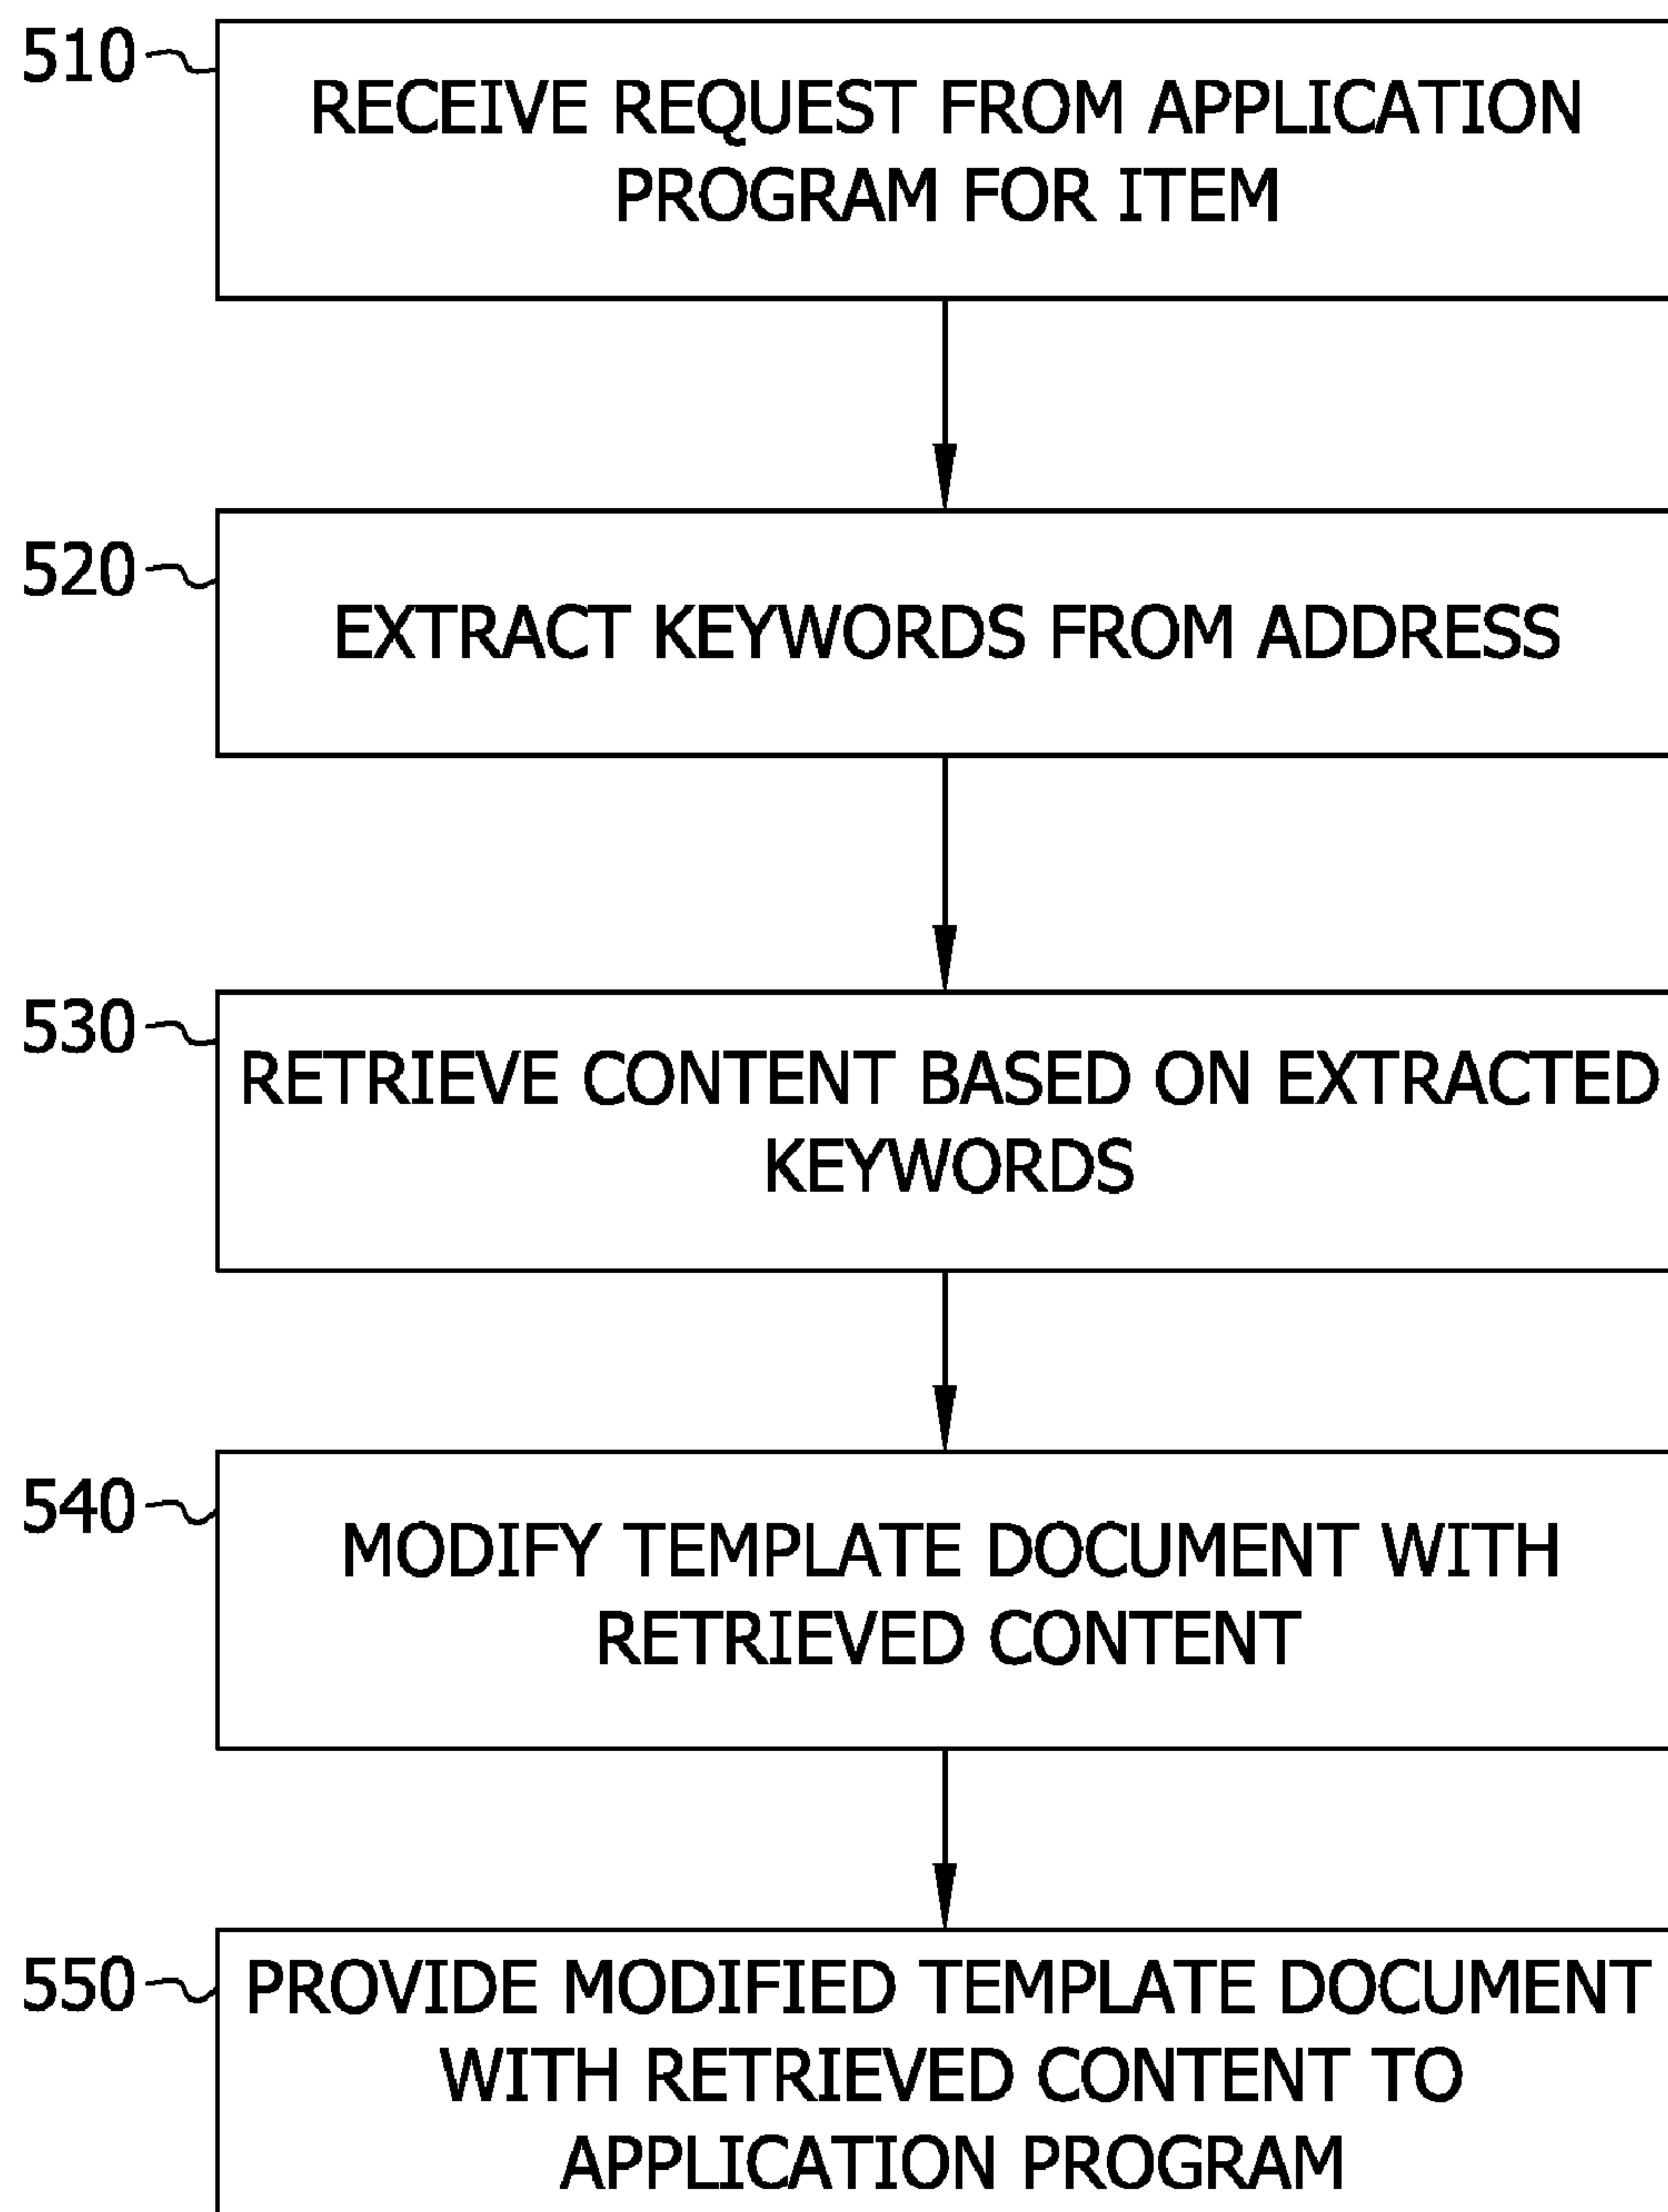 510
RECEIVE REQUEST FROM APPLICATION
PROGRAM FOR ITEM
520
EXTRACT KEYWORDS FROM ADDRESS
530
RETRIEVE CONTENT BASED ON EXTRACTED
KEYWORDS
540
MODIFY TEMPLATE DOCUMENT WITH
RETRIEVED CONTENT
550
PROVIDE MODIFIED TEMPLATE DOCUMENT
WITH RETRIEVED CONTENT TO
APPLICATION PROGRAM